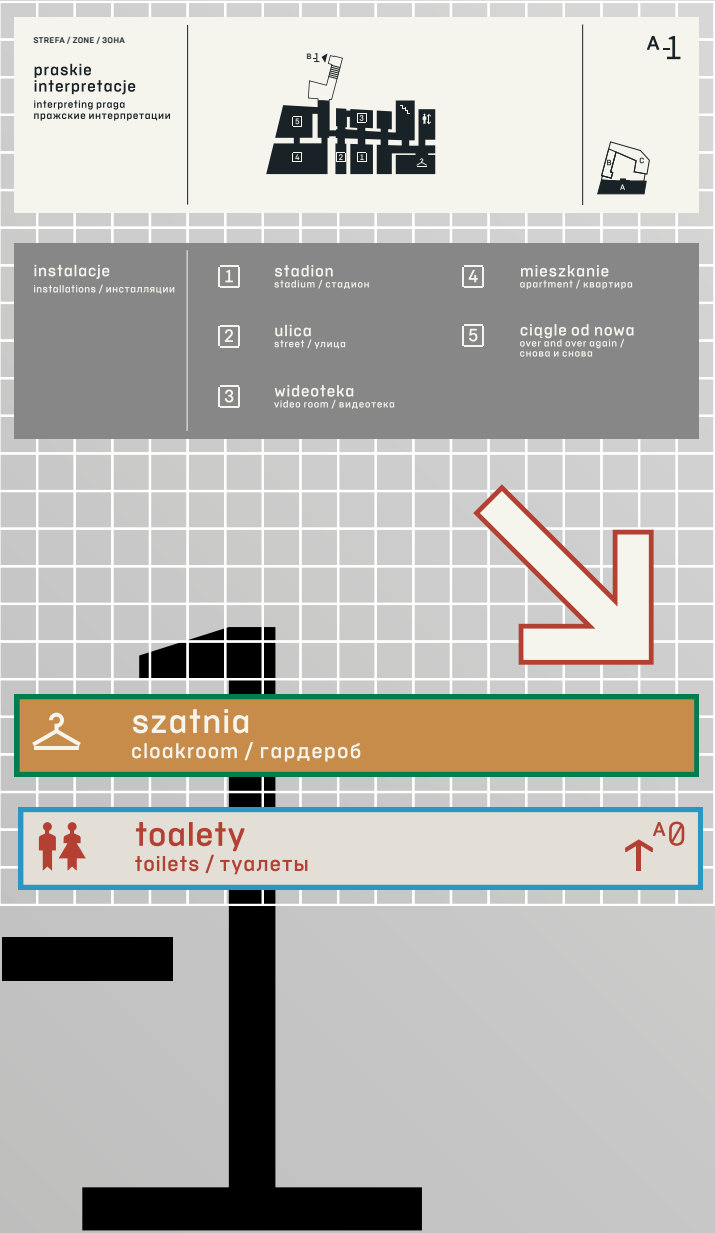 STREFA / ZONE / ЗОНА
praskie
interpretacje
interpreting praga
пражские интерпретации
B-1
5
3
4
2
1
A-1
B
C
A
instalacje
installations / инсталляции
1
stadion
stadium / стадион
2
ulica
street / улица
3
wideoteka
video room / видеотека
4
mieszkanie
apartment / квартира
5
ciągle od nowa
over and over again /
снова и снова
szatnia
cloakroom / гардероб
toalety
toilets / туалеты
A0
-1